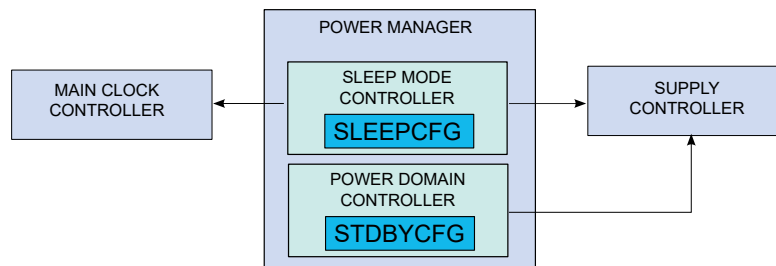 POWER MANAGER
SLEEP MODE
CONTROLLER
SLEEPCFG
MAIN CLOCK
CONTROLLER
SUPPLY
CONTROLLER
POWER DOMAIN
CONTROLLER
STDBYCFG